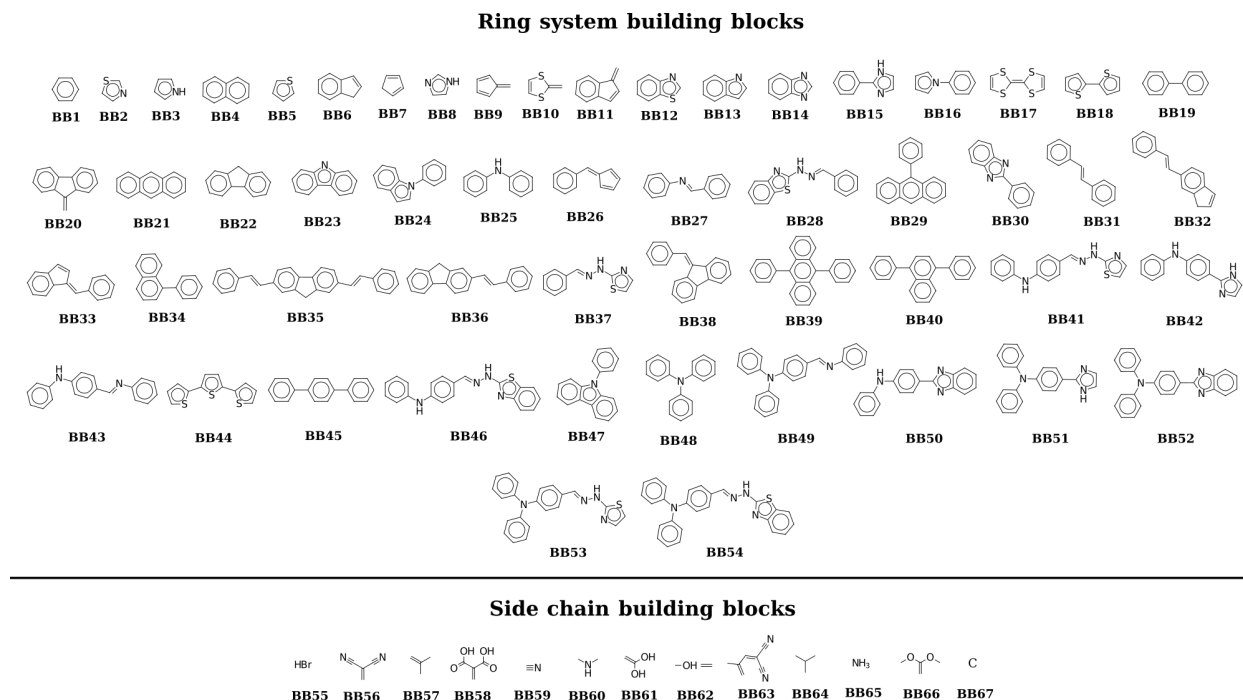 Ring system building blocks
S N NH S N NH S S N S N N N H N N S S S S S S
BB1 BB2 BB3 BB4 BB5 BB6 BB7 BB8 BB9 BB10 BB11 BB12 BB13 BB14 BB15 BB16 BB17 BB18 BB19
N N H N N N S H N N N N
BB20 BB21 BB22 BB23 BB24 BB25 BB26 BB27 BB28 BB29 BB30 BB31 BB32
N H N N S N H N H N N S H N N H N
BB33 BB34 BB35 BB36 BB37 BB38 BB39 BB40 BB41 BB42
H N N S S S N H N H N S N N N N N H N N N N N N H N N N
BB43 BB44 BB45 BB46 BB47 BB48 BB49 BB50 BB51 BB52
N N H N N S N N H N S N
BB53 BB54
Side chain building blocks
HBr N N OH OH O O ≡N N H OH OH −OH N N NH₃ O O C
BB55 BB56 BB57 BB58 BB59 BB60 BB61 BB62 BB63 BB64 BB65 BB66 BB67